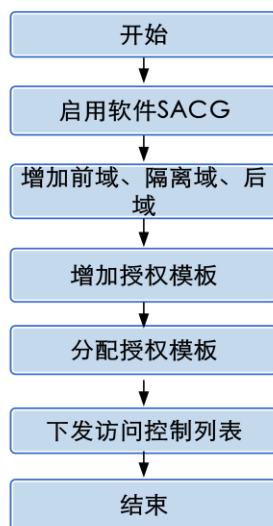 开始
启用软件SACG
增加前域、隔离域、后
域
增加授权模板
分配授权模板
下发访问控制列表
结束